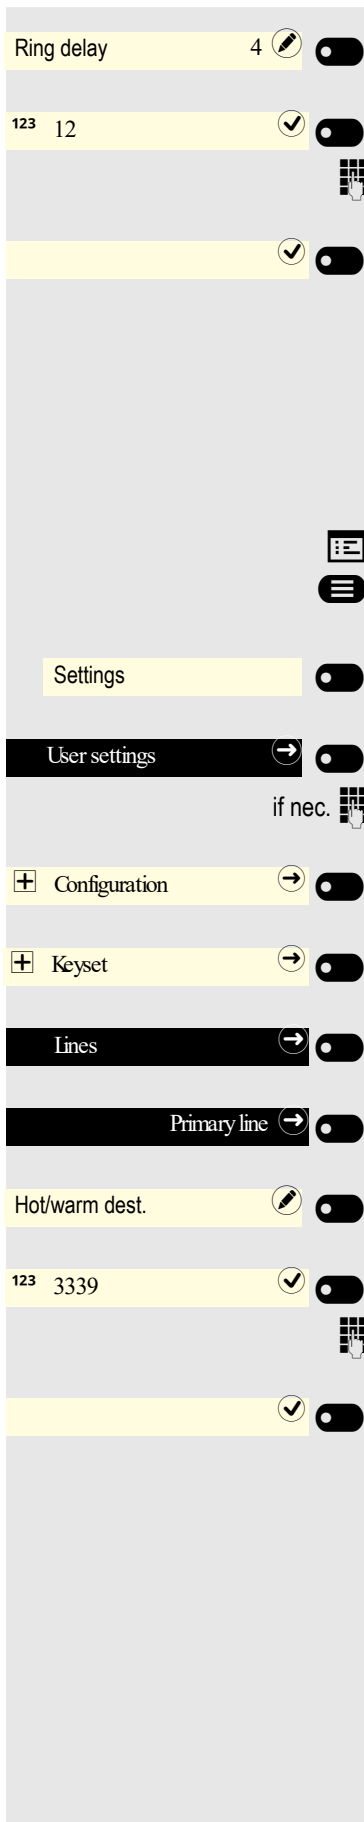 Ring delay 4
123 12
Settings
User settings
if nec.
Configuration
Keyset
Lines
Primary line
Hot/warm dest.
123 3339